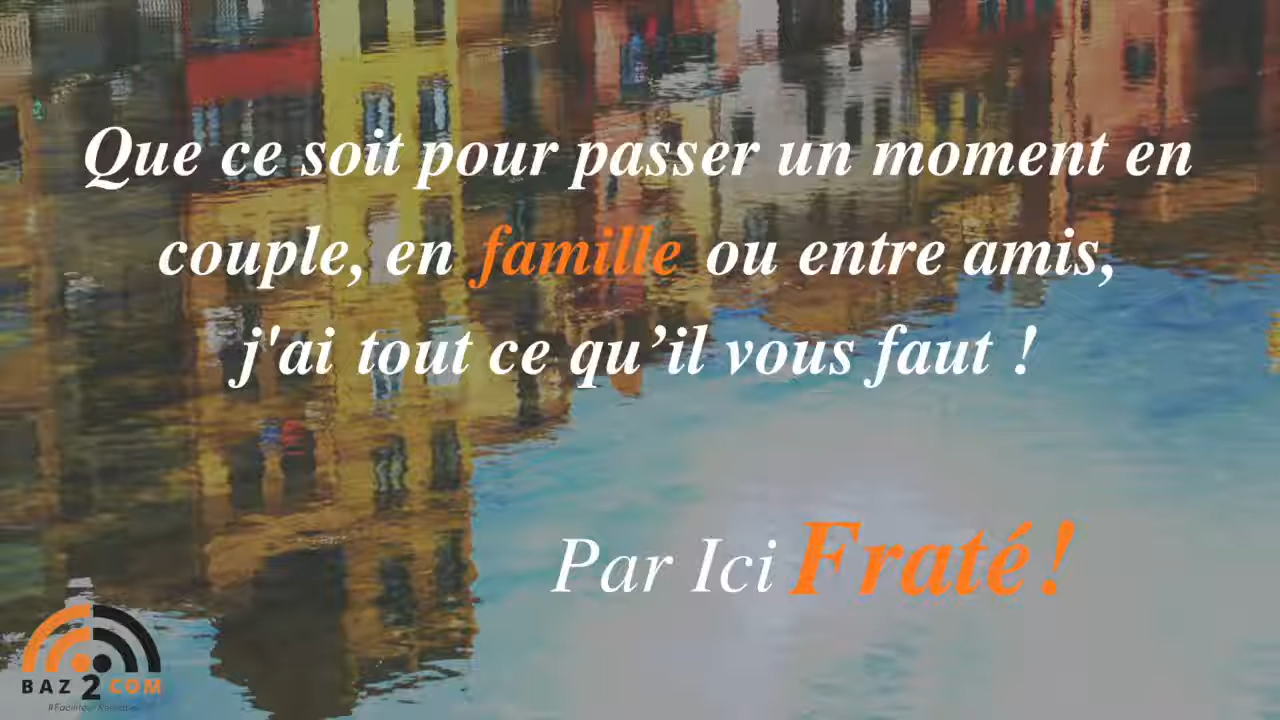 Que ce soit pour passer un moment en
couple, en famille ou entre amis,
j'ai tout ce qu’il vous faut !
Par Ici Fraté!
BAZ 2 COM